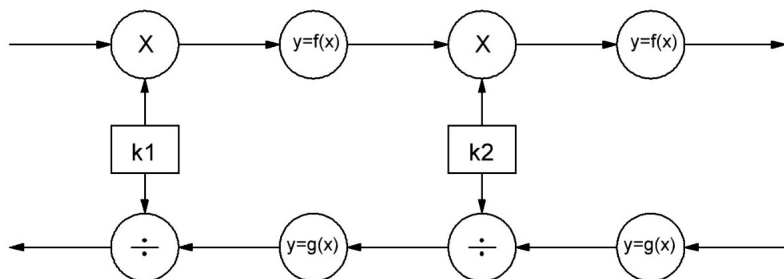 X y=f(x) X y=f(x)
k1 k2
÷ y=g(x) ÷ y=g(x)